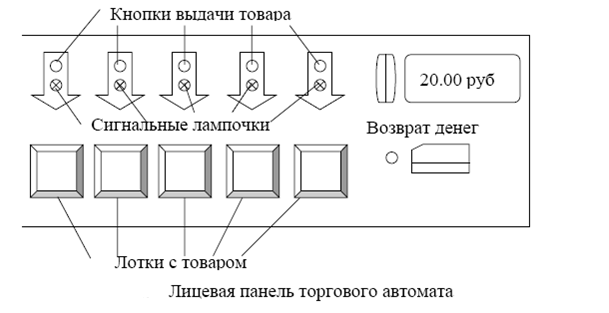 Кнопки выдачи товара
20.00 руб
Сигнальные лампочки
Возврат денег
Лотки с товаром
Лицевая панель торгового автомата